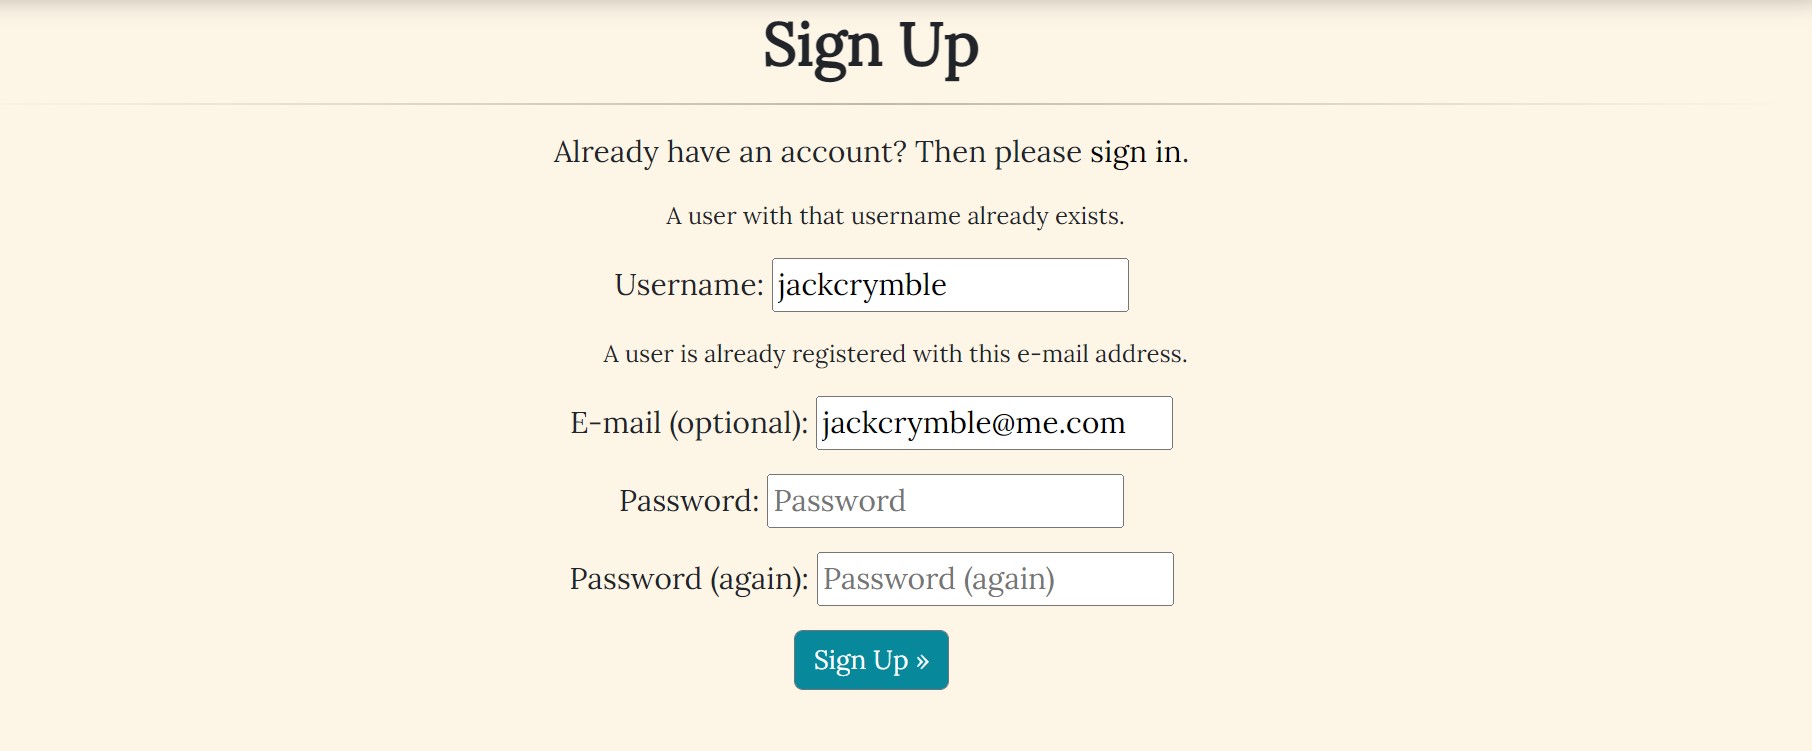 Sign Up
Already have an account? Then please sign in.
A user with that username already exists.
Username: jackcrymble
A user is already registered with this e-mail address.
E-mail (optional): jackcrymble@me.com
Password: Password
Password (again): Password (again)
Sign Up »